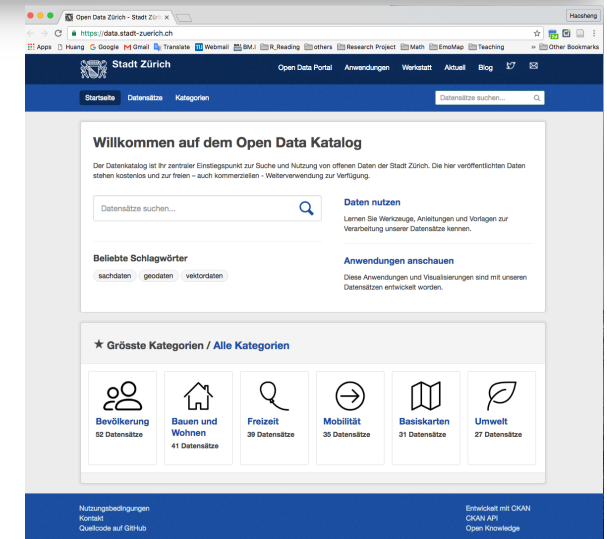 Open Data Zürich - Stadt Züri
Haosheng
https://data.stadt-zuerich.ch
Apps Huang Google Gmail Translate Webmail BM.I R_Reading others Research Project Math EmoMap Teaching » Other Bookmarks
Stadt Zürich
Open Data Portal Anwendungen Werkstatt Aktuell Blog
Startseite Datensätze Kategorien
Datensätze suchen...
Willkommen auf dem Open Data Katalog
Der Datenkatalog ist Ihr zentraler Einstiegspunkt zur Suche und Nutzung von offenen Daten der Stadt Zürich. Die hier veröffentlichten Daten
stehen kostenlos und zur freien – auch kommerziellen - Weiterverwendung zur Verfügung.
Datensätze suchen...
Daten nutzen
Lernen Sie Werkzeuge, Anleitungen und Vorlagen zur
Verarbeitung unserer Datensätze kennen.
Beliebte Schlagwörter
sachdaten geodaten vektordaten
Anwendungen anschauen
Diese Anwendungen und Visualisierungen sind mit unseren
Datensätzen entwickelt worden.
★ Grösste Kategorien / Alle Kategorien
Bevölkerung
52 Datensätze
Bauen und
Wohnen
41 Datensätze
Freizeit
39 Datensätze
Mobilität
35 Datensätze
Basiskarten
31 Datensätze
Umwelt
27 Datensätze
Nutzungsbedingungen
Kontakt
Quellcode auf GitHub
Entwickelt mit CKAN
CKAN API
Open Knowledge